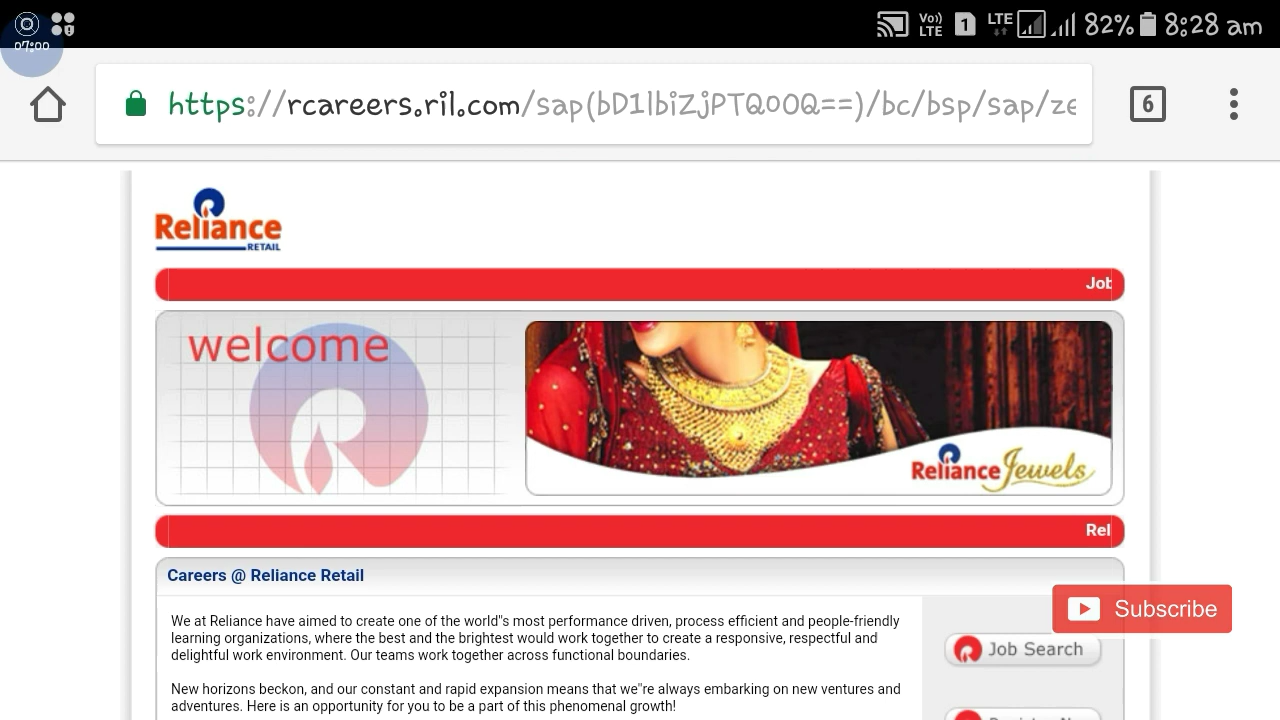 07:00
Vo)) LTE 1 LTE 82% 8:28 am
https://rcareers.ril.com/sap(bD1lbiZjPTQ0OQ==)/bc/bsp/sap/ze
6
Reliance
RETAIL
Job
welcome
Reliance Jewels
Rel
Careers @ Reliance Retail
We at Reliance have aimed to create one of the world"s most performance driven, process efficient and people-friendly
learning organizations, where the best and the brightest would work together to create a responsive, respectful and
delightful work environment. Our teams work together across functional boundaries.
Subscribe
Job Search
New horizons beckon, and our constant and rapid expansion means that we"re always embarking on new ventures and
adventures. Here is an opportunity for you to be a part of this phenomenal growth!